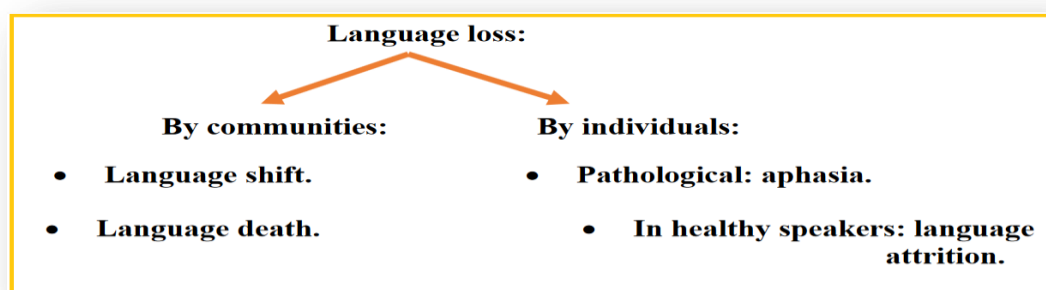 Language loss:
By communities:
• Language shift.
• Language death.
By individuals:
• Pathological: aphasia.
• In healthy speakers: language
attrition.